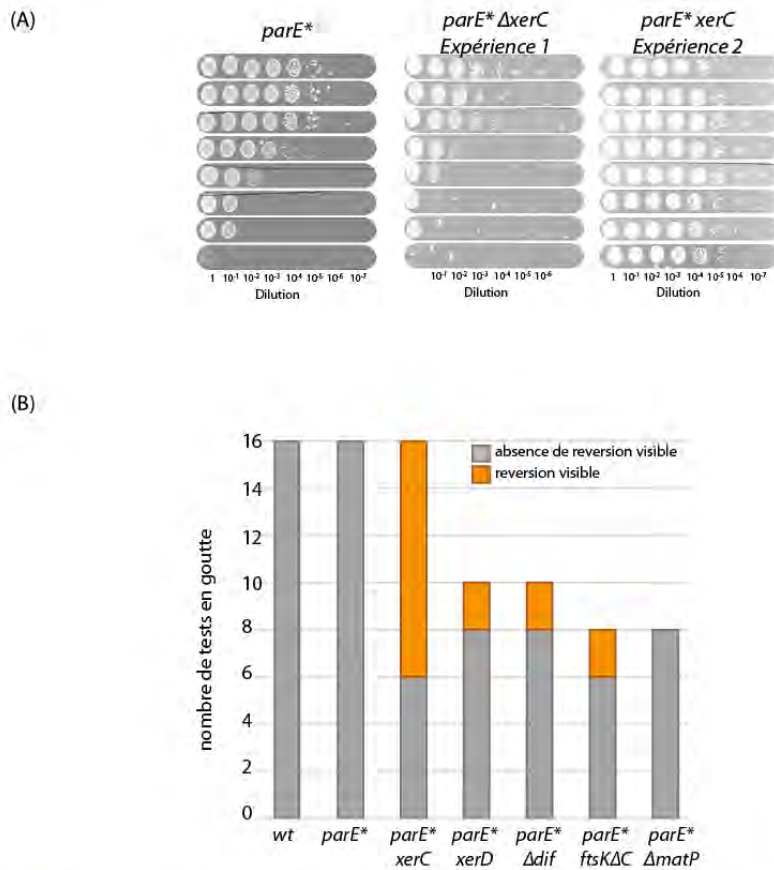 (A)
parE*
parE* ΔxerC
Expérience 1
parE* xerC
Expérience 2
1 10-1 10-2 10-3 10-4 10-5 10-6 10-7
Dilution
10-1 10-2 10-3 10-4 10-5 10-6
Dilution
1 10-1 10-2 10-3 10-4 10-5 10-6 10-7
Dilution
(B)
nombre de tests en goutte
16
14
12
10
8
6
4
2
0
absence de reversion visible
reversion visible
wt
parE*
parE*
xerC
parE*
xerD
parE*
Δdif
parE*
ftsKΔC
parE*
ΔmatP